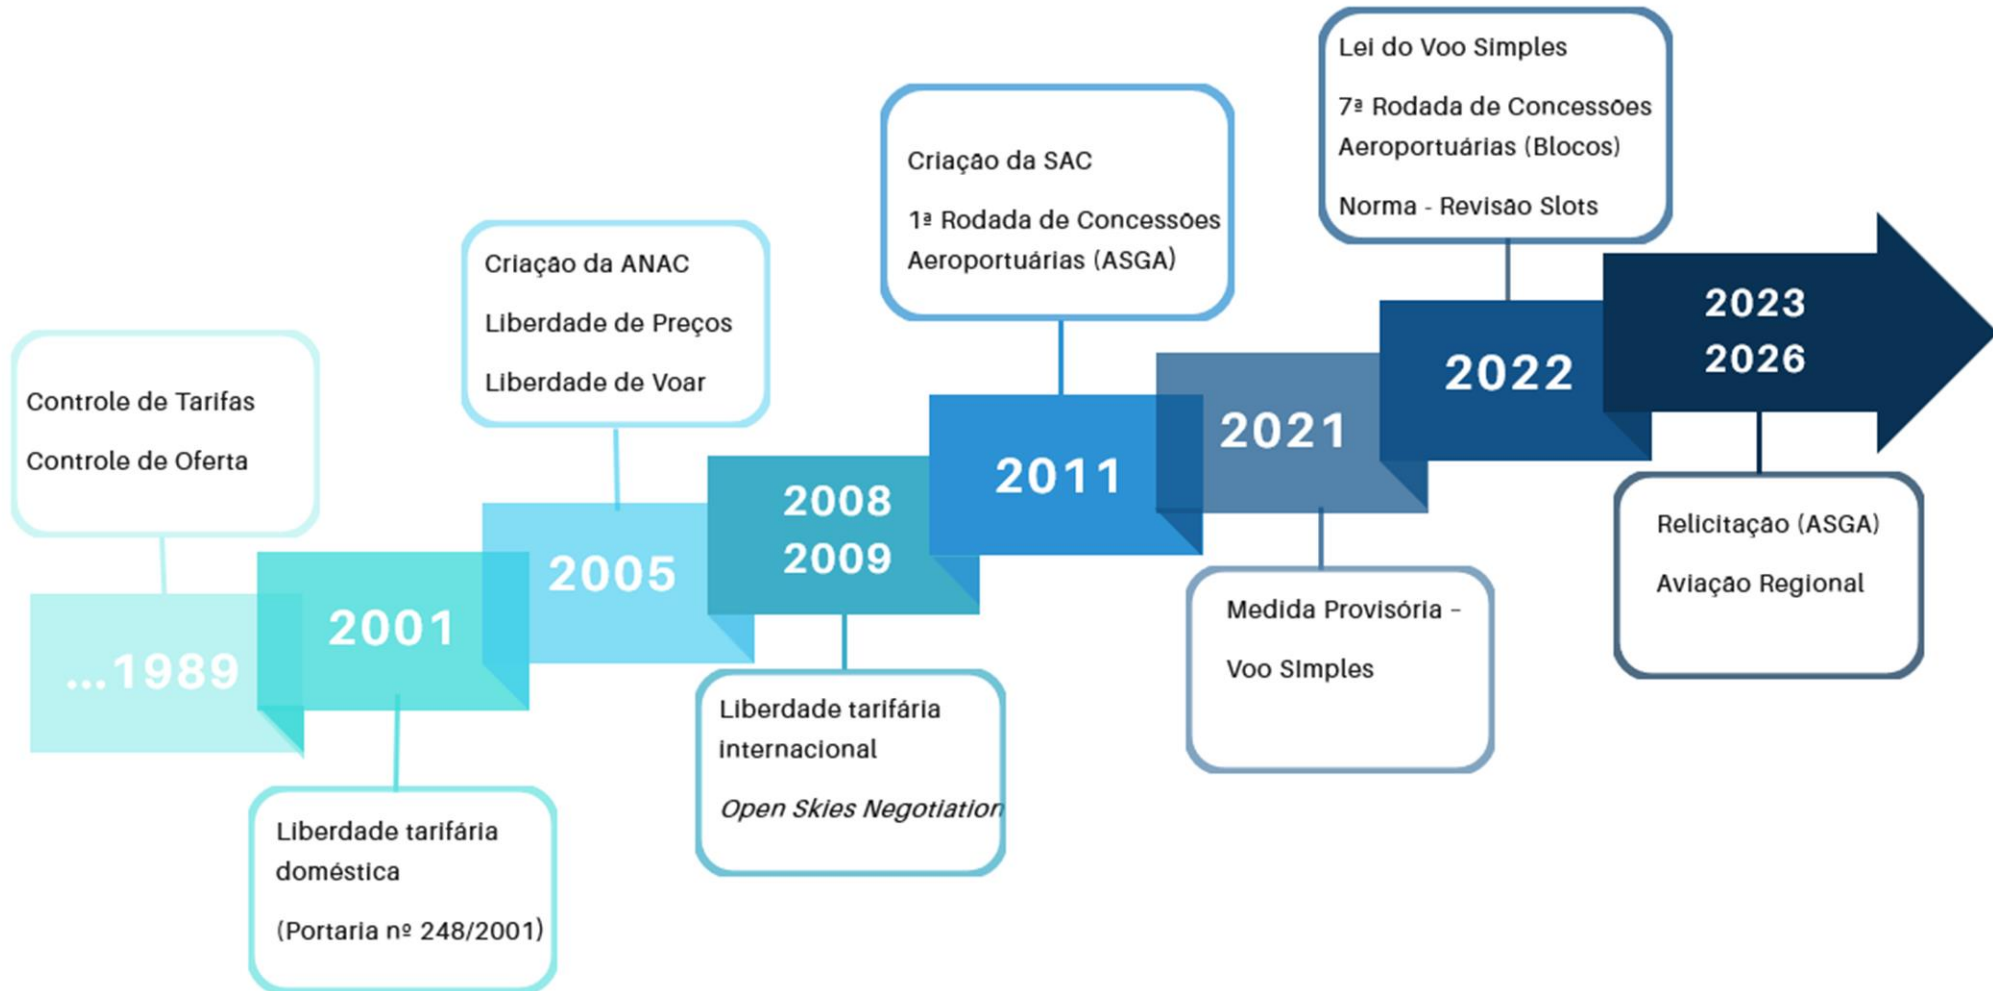 ...1989
Controle de Tarifas
Controle de Oferta
2001
Liberdade tarifária
doméstica
(Portaria nº 248/2001)
2005
Criação da ANAC
Liberdade de Preços
Liberdade de Voar
2008
2009
Liberdade tarifária
internacional
Open Skies Negotiation
2011
Criação da SAC
1ª Rodada de Concessões
Aeroportuárias (ASGA)
2021
Medida Provisória –
Voo Simples
2022
Lei do Voo Simples
7ª Rodada de Concessões
Aeroportuárias (Blocos)
Norma - Revisão Slots
2023
2026
Relicitação (ASGA)
Aviação Regional